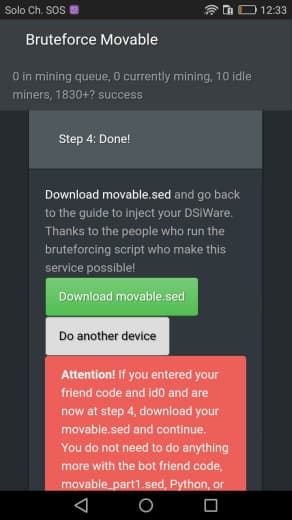 Solo Ch. SOS 12:33
Bruteforce Movable
0 in mining queue, 0 currently mining, 10 idle
miners, 1830+? success
Step 4: Done!
Download movable.sed and go back
to the guide to inject your DSiWare.
Thanks to the people who run the
bruteforcing script who make this
service possible!
Download movable.sed
Do another device
Attention! If you entered your
friend code and id0 and are
now at step 4, download your
movable.sed and continue.
You do not need to do anything
more with the bot friend code,
movable_part1.sed, Python, or